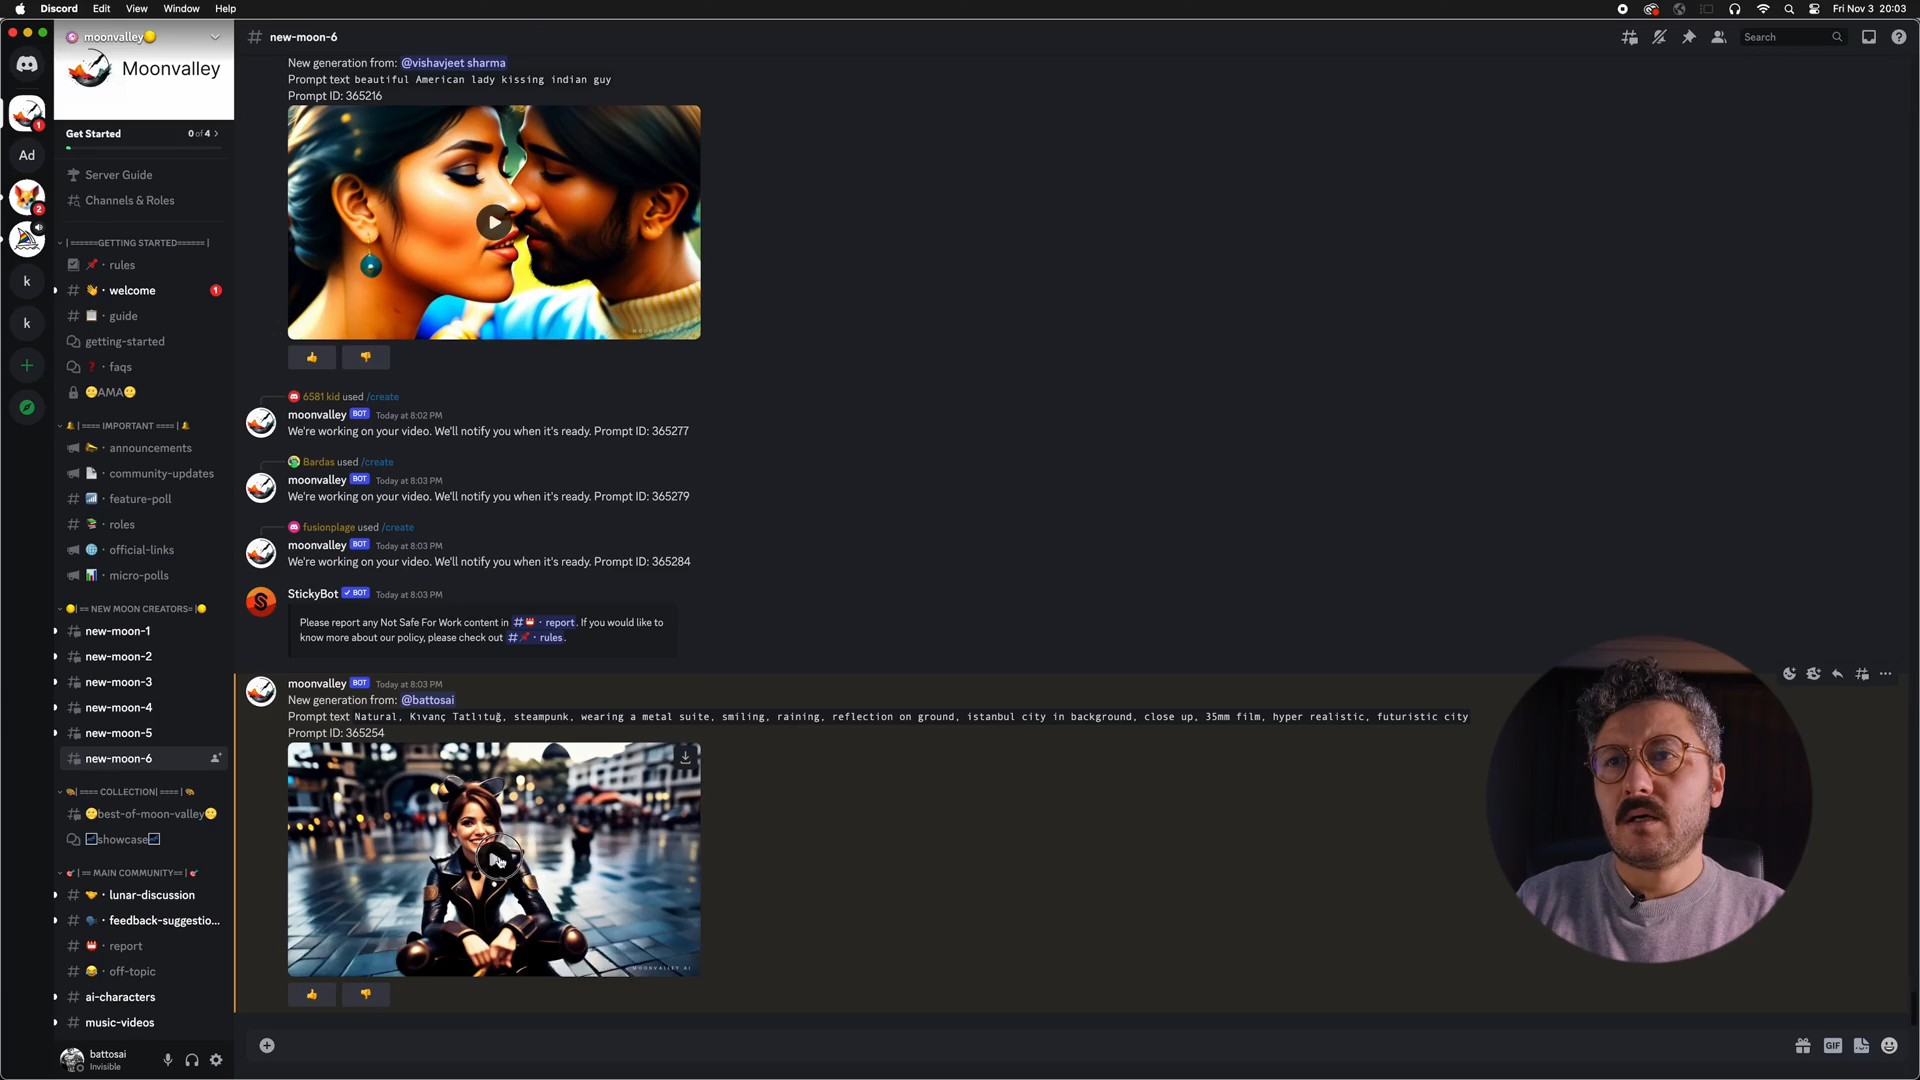 Discord Edit View Window Help
Fri Nov 3 20:03
moonvalley
Moonvalley
Get Started 0 of 4 >
Server Guide
Channels & Roles
| ======GETTING STARTED====== |
rules
welcome 1
guide
getting-started
faqs
AMA
| ==== IMPORTANT ==== |
announcements
community-updates
feature-poll
roles
official-links
micro-polls
| == NEW MOON CREATORS= |
new-moon-1
new-moon-2
new-moon-3
new-moon-4
new-moon-5
new-moon-6
| ==== COLLECTION| ==== |
best-of-moon-valley
showcase
| == MAIN COMMUNITY== |
lunar-discussion
feedback-suggestio...
report
off-topic
ai-characters
music-videos
battosai
Invisible
1
Ad
2
k
k
new-moon-6
Search
New generation from: @vishavjeet sharma
Prompt text beautiful American lady kissing indian guy
Prompt ID: 365216
6581 kid used /create
moonvalley BOT Today at 8:02 PM
We're working on your video. We'll notify you when it's ready. Prompt ID: 365277
Bardas used /create
moonvalley BOT Today at 8:03 PM
We're working on your video. We'll notify you when it's ready. Prompt ID: 365279
fusionplage used /create
moonvalley BOT Today at 8:03 PM
We're working on your video. We'll notify you when it's ready. Prompt ID: 365284
StickyBot ✓ BOT Today at 8:03 PM
Please report any Not Safe For Work content in # · report. If you would like to
know more about our policy, please check out # · rules.
moonvalley BOT Today at 8:03 PM
New generation from: @battosai
Prompt text Natural, Kıvanç Tatlıtuğ, steampunk, wearing a metal suite, smiling, raining, reflection on ground, istanbul city in background, close up, 35mm film, hyper realistic, futuristic city
Prompt ID: 365254
MOONVALLEY AI
GIF